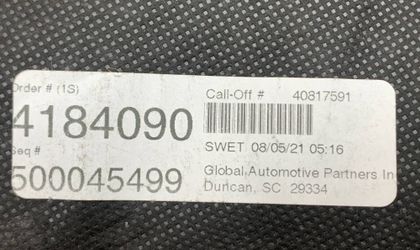 Order # (1S)
4184090
Seq #
500045499
Call-Off # 40817591
SWET 08/05/21 05:16
Global Automotive Partners Inc
Duncan, SC 29334